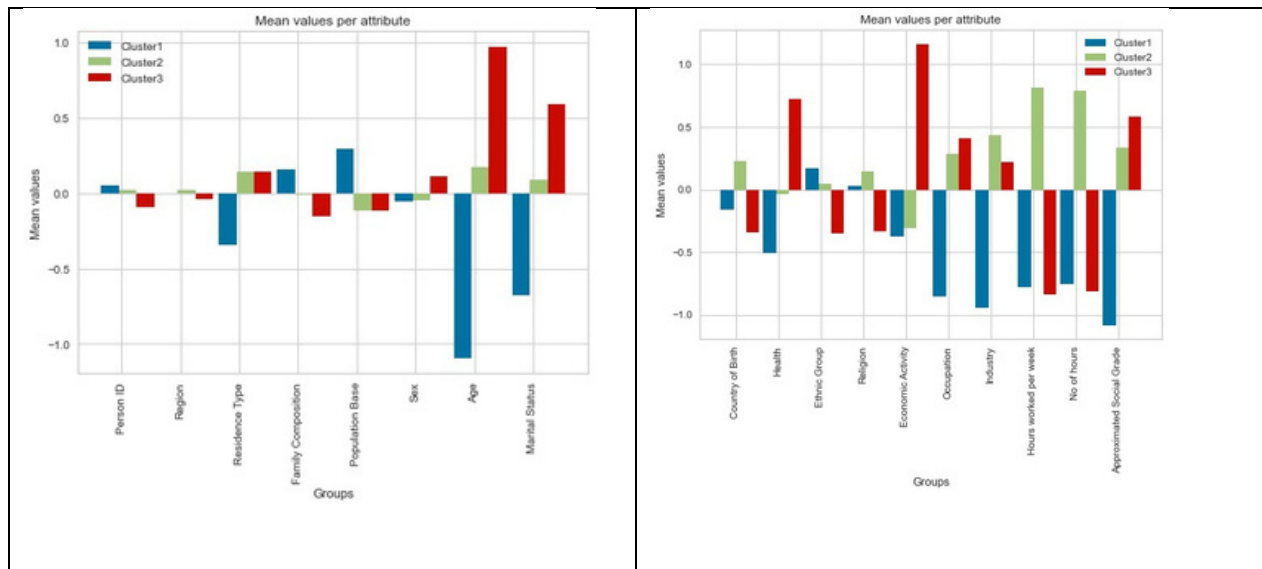 Mean values per attribute
Cluster1
Cluster2
Cluster3
1.0
0.5
0.0
−0.5
−1.0
Mean values
Person ID
Region
Residence Type
Family Composition
Population Base
Sex
Age
Marital Status
Groups
Mean values per attribute
Cluster1
Cluster2
Cluster3
1.0
0.5
0.0
−0.5
−1.0
Mean values
Country of Birth
Health
Ethnic Group
Religion
Economic Activity
Occupation
Industry
Hours worked per week
No of hours
Approximated Social Grade
Groups